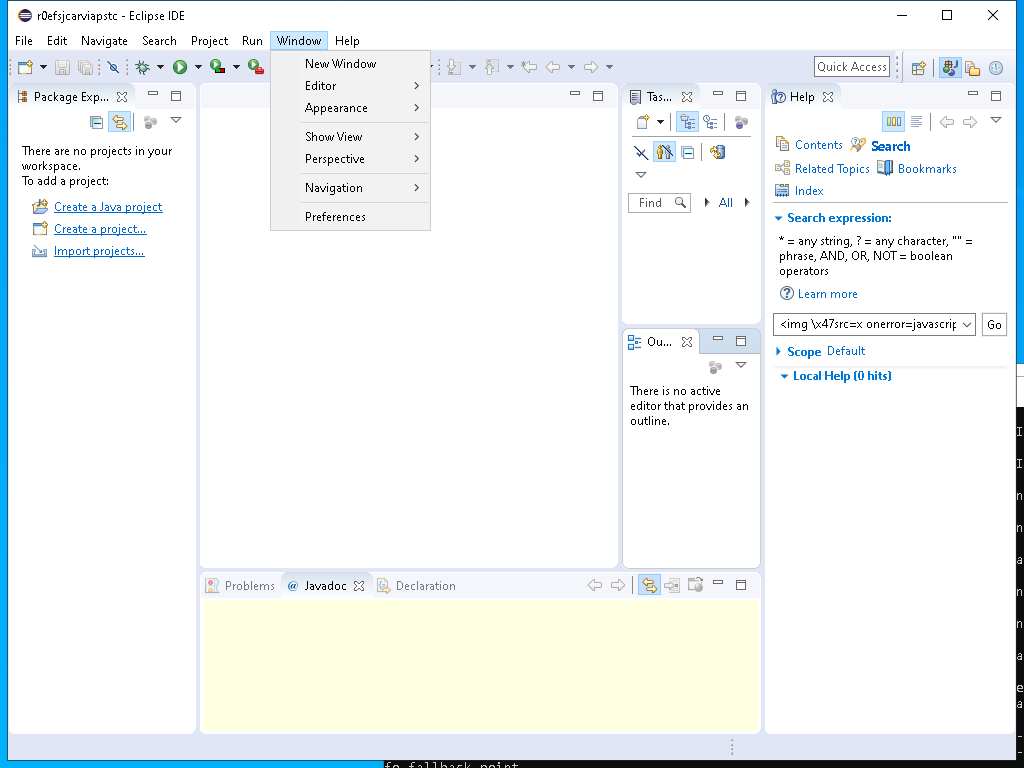 r0efsjcarviapstc - Eclipse IDE
File Edit Navigate Search Project Run Window Help
New Window
Editor
Appearance
Show View
Perspective
Navigation
Preferences
Quick Access
Package Exp...
There are no projects in your
workspace.
To add a project:
Create a Java project
Create a project...
Import projects...
Tas...
Find
All
Ou...
There is no active
editor that provides an
outline.
Help
Contents Search
Related Topics Bookmarks
Index
Search expression:
* = any string, ? = any character, "" =
phrase, AND, OR, NOT = boolean
operators
Learn more
<img \x47src=x onerror=javascrip
Go
Scope Default
Local Help (0 hits)
Problems @ Javadoc Declaration
fo fallback point